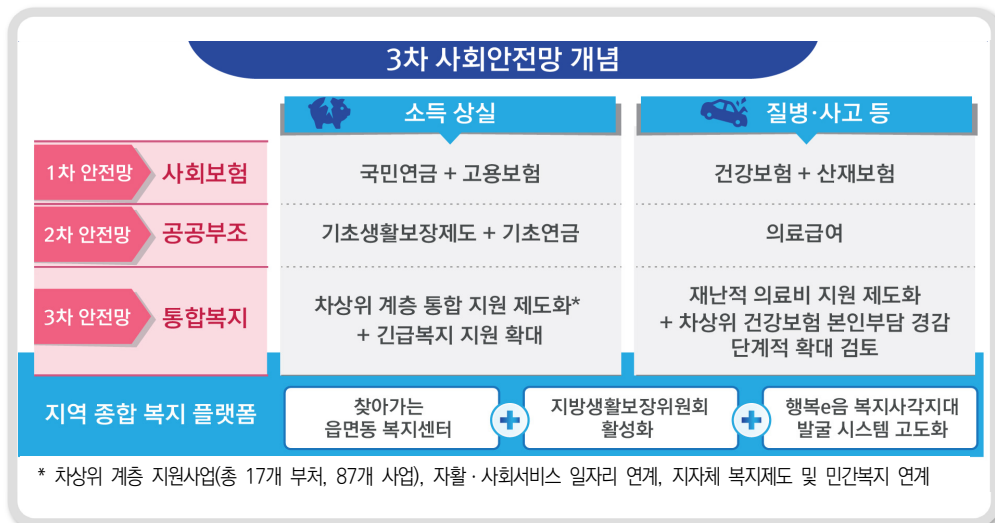 3차 사회안전망 개념
소득 상실
질병·사고 등
1차 안전망 사회보험
국민연금 + 고용보험
건강보험 + 산재보험
2차 안전망 공공부조
기초생활보장제도 + 기초연금
의료급여
3차 안전망 통합복지
차상위 계층 통합 지원 제도화*
+ 긴급복지 지원 확대
재난적 의료비 지원 제도화
+ 차상위 건강보험 본인부담 경감
단계적 확대 검토
지역 종합 복지 플랫폼
찾아가는
읍면동 복지센터
+
지방생활보장위원회
활성화
+
행복e음 복지사각지대
발굴 시스템 고도화
* 차상위 계층 지원사업(총 17개 부처, 87개 사업), 자활·사회서비스 일자리 연계, 지자체 복지제도 및 민간복지 연계